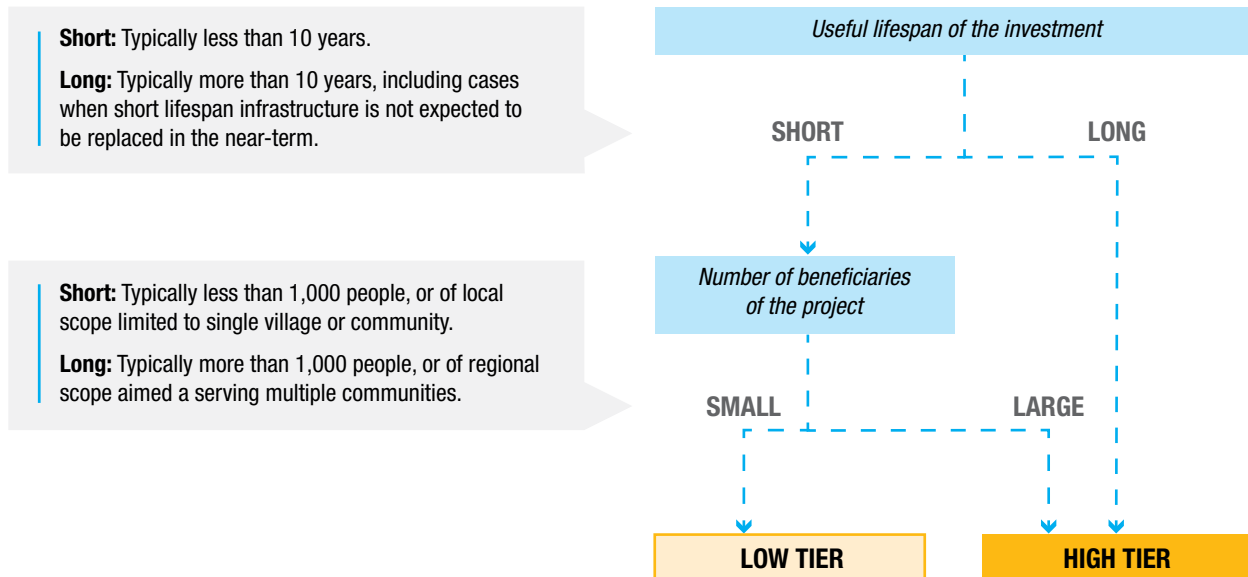 Short: Typically less than 10 years.
Long: Typically more than 10 years, including cases
when short lifespan infrastructure is not expected to
be replaced in the near-term.
Useful lifespan of the investment
SHORT
LONG
Short: Typically less than 1,000 people, or of local
scope limited to single village or community.
Long: Typically more than 1,000 people, or of regional
scope aimed a serving multiple communities.
Number of beneficiaries
of the project
SMALL
LARGE
LOW TIER
HIGH TIER